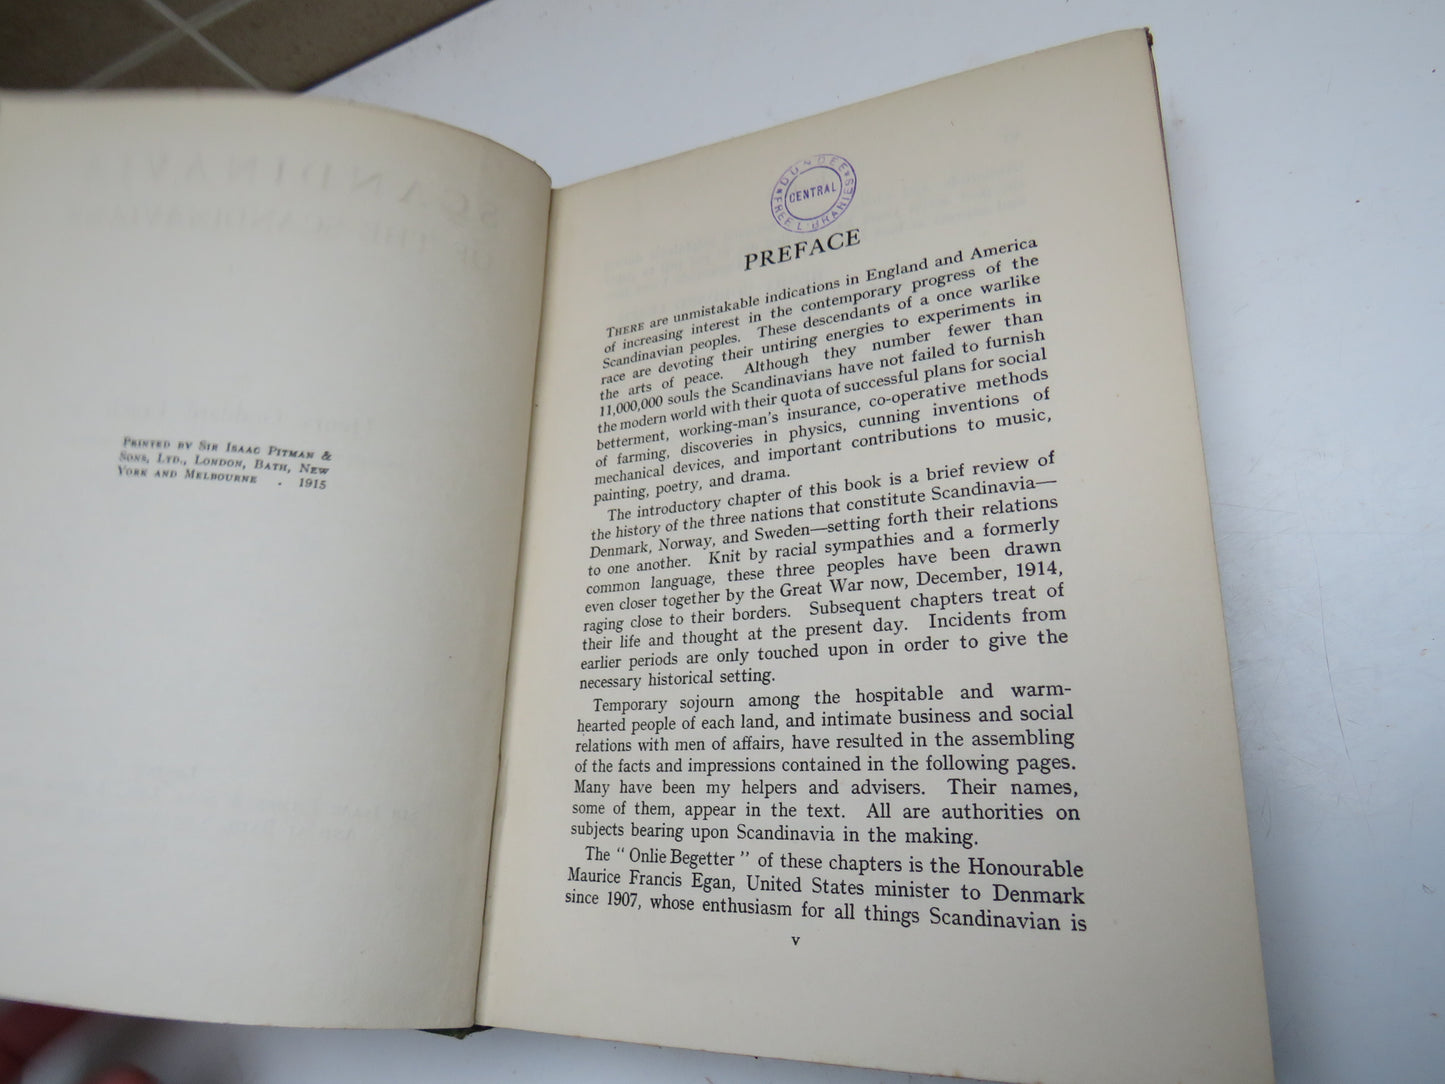 PRINTED BY SIR ISAAC PITMAN &
SONS, LTD., LONDON, BATH, NEW
YORK AND MELBOURNE . 1915
DUNDEE
CENTRAL
FREE LIBRARIES
PREFACE
THERE are unmistakable indications in England and America
of increasing interest in the contemporary progress of the
Scandinavian peoples. These descendants of a once warlike
race are devoting their untiring energies to experiments in
the arts of peace. Although they number fewer than
11,000,000 souls the Scandinavians have not failed to furnish
the modern world with their quota of successful plans for social
betterment, working-man's insurance, co-operative methods
of farming, discoveries in physics, cunning inventions of
mechanical devices, and important contributions to music,
painting, poetry, and drama.
The introductory chapter of this book is a brief review of
the history of the three nations that constitute Scandinavia—
Denmark, Norway, and Sweden—setting forth their relations
to one another. Knit by racial sympathies and a formerly
common language, these three peoples have been drawn
even closer together by the Great War now, December, 1914,
raging close to their borders. Subsequent chapters treat of
their life and thought at the present day. Incidents from
earlier periods are only touched upon in order to give the
necessary historical setting.
Temporary sojourn among the hospitable and warm-
hearted people of each land, and intimate business and social
relations with men of affairs, have resulted in the assembling
of the facts and impressions contained in the following pages.
Many have been my helpers and advisers. Their names,
some of them, appear in the text. All are authorities on
subjects bearing upon Scandinavia in the making.
The “ Onlie Begetter ” of these chapters is the Honourable
Maurice Francis Egan, United States minister to Denmark
since 1907, whose enthusiasm for all things Scandinavian is
v